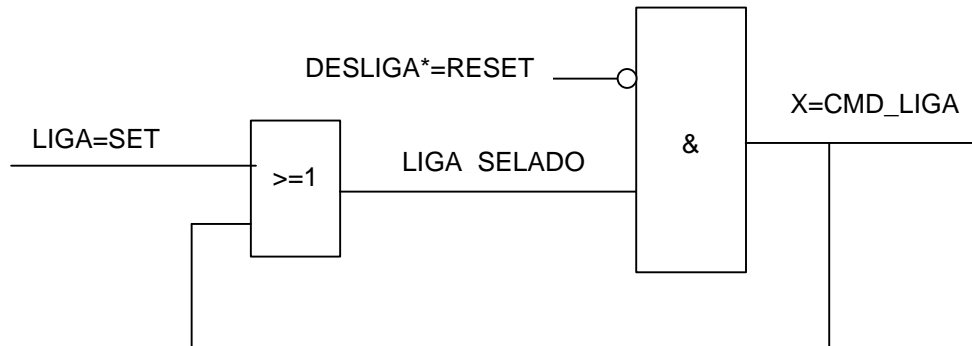 DESLIGA*=RESET
X=CMD_LIGA
LIGA=SET
&
LIGA SELADO
>=1